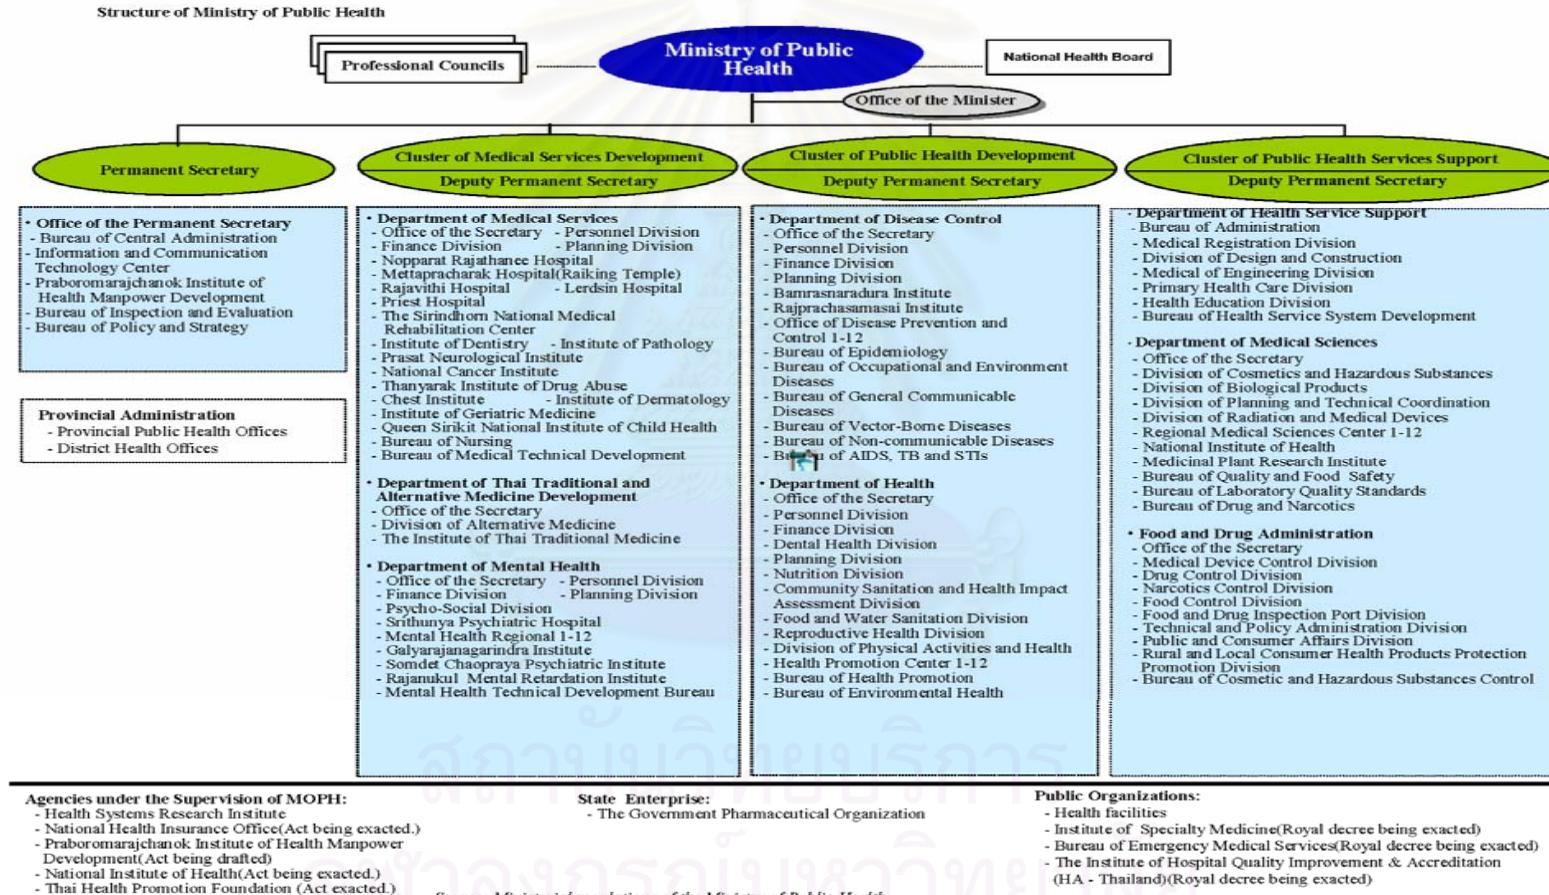 Structure of Ministry of Public Health
Professional Councils
Ministry of Public
Health
National Health Board
Office of the Minister
Permanent Secretary
Cluster of Medical Services Development
Deputy Permanent Secretary
Cluster of Public Health Development
Deputy Permanent Secretary
Cluster of Public Health Services Support
Deputy Permanent Secretary
• Office of the Permanent Secretary
- Bureau of Central Administration
- Information and Communication
Technology Center
- Praboromarajchanok Institute of
Health Manpower Development
- Bureau of Inspection and Evaluation
- Bureau of Policy and Strategy
Provincial Administration
- Provincial Public Health Offices
- District Health Offices
• Department of Medical Services
- Office of the Secretary - Personnel Division
- Finance Division - Planning Division
- Nopparat Rajathanee Hospital
- Mettapracharak Hospital(Raiking Temple)
- Rajavithi Hospital - Lerdsin Hospital
- Priest Hospital
- The Sirindhorn National Medical
Rehabilitation Center
- Institute of Dentistry - Institute of Pathology
- Prasat Neurological Institute
- National Cancer Institute
- Thanyarak Institute of Drug Abuse
- Chest Institute - Institute of Dermatology
- Institute of Geriatric Medicine
- Queen Sirikit National Institute of Child Health
- Bureau of Nursing
- Bureau of Medical Technical Development
• Department of Thai Traditional and
Alternative Medicine Development
- Office of the Secretary
- Division of Alternative Medicine
- The Institute of Thai Traditional Medicine
• Department of Mental Health
- Office of the Secretary - Personnel Division
- Finance Division - Planning Division
- Psycho-Social Division
- Srithunya Psychiatric Hospital
- Mental Health Regional 1-12
- Galyarajanagarindra Institute
- Somdet Chaopraya Psychiatric Institute
- Rajanukul Mental Retardation Institute
- Mental Health Technical Development Bureau
• Department of Disease Control
- Office of the Secretary
- Personnel Division
- Finance Division
- Planning Division
- Bamrasnaradura Institute
- Rajprachasamasai Institute
- Office of Disease Prevention and
Control 1-12
- Bureau of Epidemiology
- Bureau of Occupational and Environment
Diseases
- Bureau of General Communicable
Diseases
- Bureau of Vector-Borne Diseases
- Bureau of Non-communicable Diseases
- of AIDS, TB and STIs
• Department of Health
- Office of the Secretary
- Personnel Division
- Finance Division
- Dental Health Division
- Planning Division
- Nutrition Division
- Community Sanitation and Health Impact
Assessment Division
- Food and Water Sanitation Division
- Reproductive Health Division
- Division of Physical Activities and Health
- Health Promotion Center 1-12
- Bureau of Health Promotion
- Bureau of Environmental Health
· Department of Health Service Support
- Bureau of Administration
- Medical Registration Division
- Division of Design and Construction
- Medical of Engineering Division
- Primary Health Care Division
- Health Education Division
- Bureau of Health Service System Development
· Department of Medical Sciences
- Office of the Secretary
- Division of Cosmetics and Hazardous Substances
- Division of Biological Products
- Division of Planning and Technical Coordination
- Division of Radiation and Medical Devices
- Regional Medical Sciences Center 1-12
- National Institute of Health
- Medicinal Plant Research Institute
- Bureau of Quality and Food Safety
- Bureau of Laboratory Quality Standards
- Bureau of Drug and Narcotics
• Food and Drug Administration
- Office of the Secretary
- Medical Device Control Division
- Drug Control Division
- Narcotics Control Division
- Food Control Division
- Food and Drug Inspection Port Division
- Technical and Policy Administration Division
- Public and Consumer Affairs Division
- Rural and Local Consumer Health Products Protection
Promotion Division
- Bureau of Cosmetic and Hazardous Substances Control
สถาบันวิทยบริการ
Agencies under the Supervision of MOPH:
- Health Systems Research Institute
- National Health Insurance Office(Act being exacted.)
- Praboromarajchanok Institute of Health Manpower
Development(Act being drafted)
- National Institute of Health(Act being exacted.)
- Thai Health Promotion Foundation (Act exacted.)
State Enterprise:
- The Government Pharmaceutical Organization
Public Organizations:
- Health facilities
- Institute of Specialty Medicine(Royal decree being exacted)
- Bureau of Emergency Medical Services(Royal decree being exacted)
- The Institute of Hospital Quality Improvement & Accreditation
(HA - Thailand)(Royal decree being exacted)